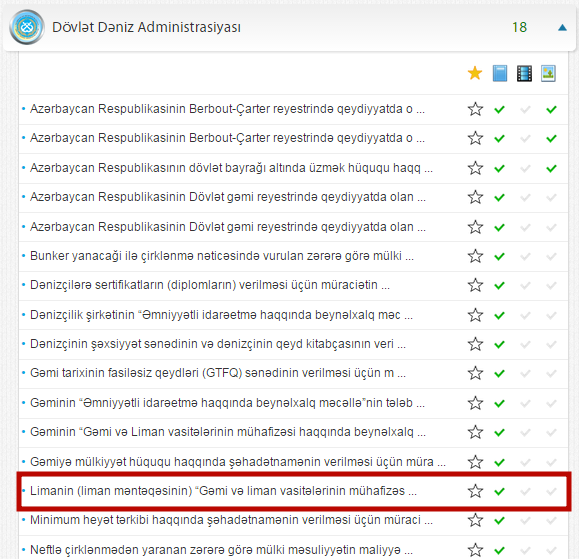 Dövlət Dəniz Administrasiyası 18
Azərbaycan Respublikasinin Berbout-Çarter reyestrində qeydiyyatda o ...
Azərbaycan Respublikasinin Berbout-Çarter reyestrində qeydiyyatda o ...
Azərbaycan Respublikasının dövlət bayrağı altında üzmək hüququ haqq ...
Azərbaycan Respublikasinin Dövlət gəmi reyestrində qeydiyyatda olan ...
Azərbaycan Respublikasinin Dövlət gəmi reyestrində qeydiyyatda olan ...
Bunker yanacaği ilə çirklənmə nəticəsində vurulan zərərə görə mülki ...
Dənizçilərə sertifikatların (diplomların) verilməsi üçün müraciətin ...
Dənizçilik şirkətinin “Əmniyyətli idarəetmə haqqında beynəlxalq məc ...
Dənizçinin şəxsiyyət sənədinin və dənizçinin qeyd kitabçasının veri ...
Gəmi tarixinin fasiləsiz qeydləri (GTFQ) sənədinin verilməsi üçün m ...
Gəminin “Əmniyyətli idarəetmə haqqında beynəlxalq məcəllə”nin tələb ...
Gəminin “Gəmi və Liman vasitələrinin mühafizəsi haqqında beynəlxalq ...
Gəmiyə mülkiyyət hüququ haqqında şəhadətnamənin verilməsi üçün müra ...
Limanin (liman məntəqəsinin) “Gəmi və liman vasitələrinin mühafizəs ...
Minimum heyət tərkibi haqqında şəhadətnamənin verilməsi üçün müraci ...
Neftlə çirklənmədən yaranan zərərə görə mülki məsuliyyətin maliyyə ...